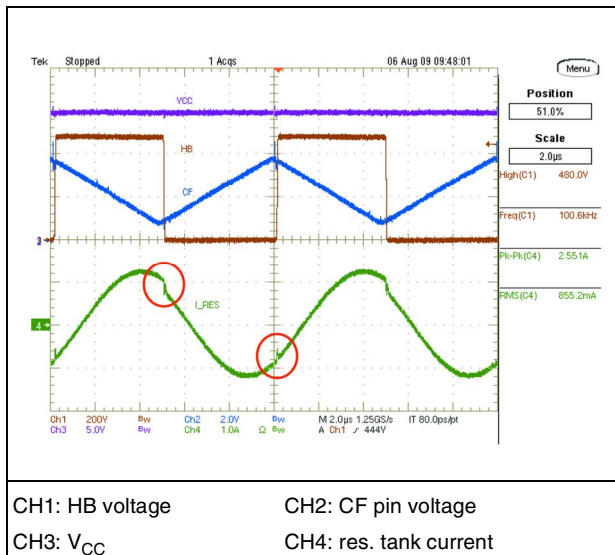 Tek Stopped 1 Acqs 06 Aug 09 09:48:01
Menu
Position
51.0%
Scale
2.0µs
VCC
HB
CF
High(C1) 480.0V
Freq(C1) 100.6kHz
3
Pk-Pk(C4) 2.551A
RMS(C4) 855.2mA
I_RES
4
Ch1 200V Bw Ch2 2.0V Bw M 2.0µs 1.25GS/s IT 80.0ps/pt
Ch3 5.0V Bw Ch4 1.0A Ω Bw A Ch1 ∕ 444V
CH1: HB voltage CH2: CF pin voltage
CH3: VCC CH4: res. tank current